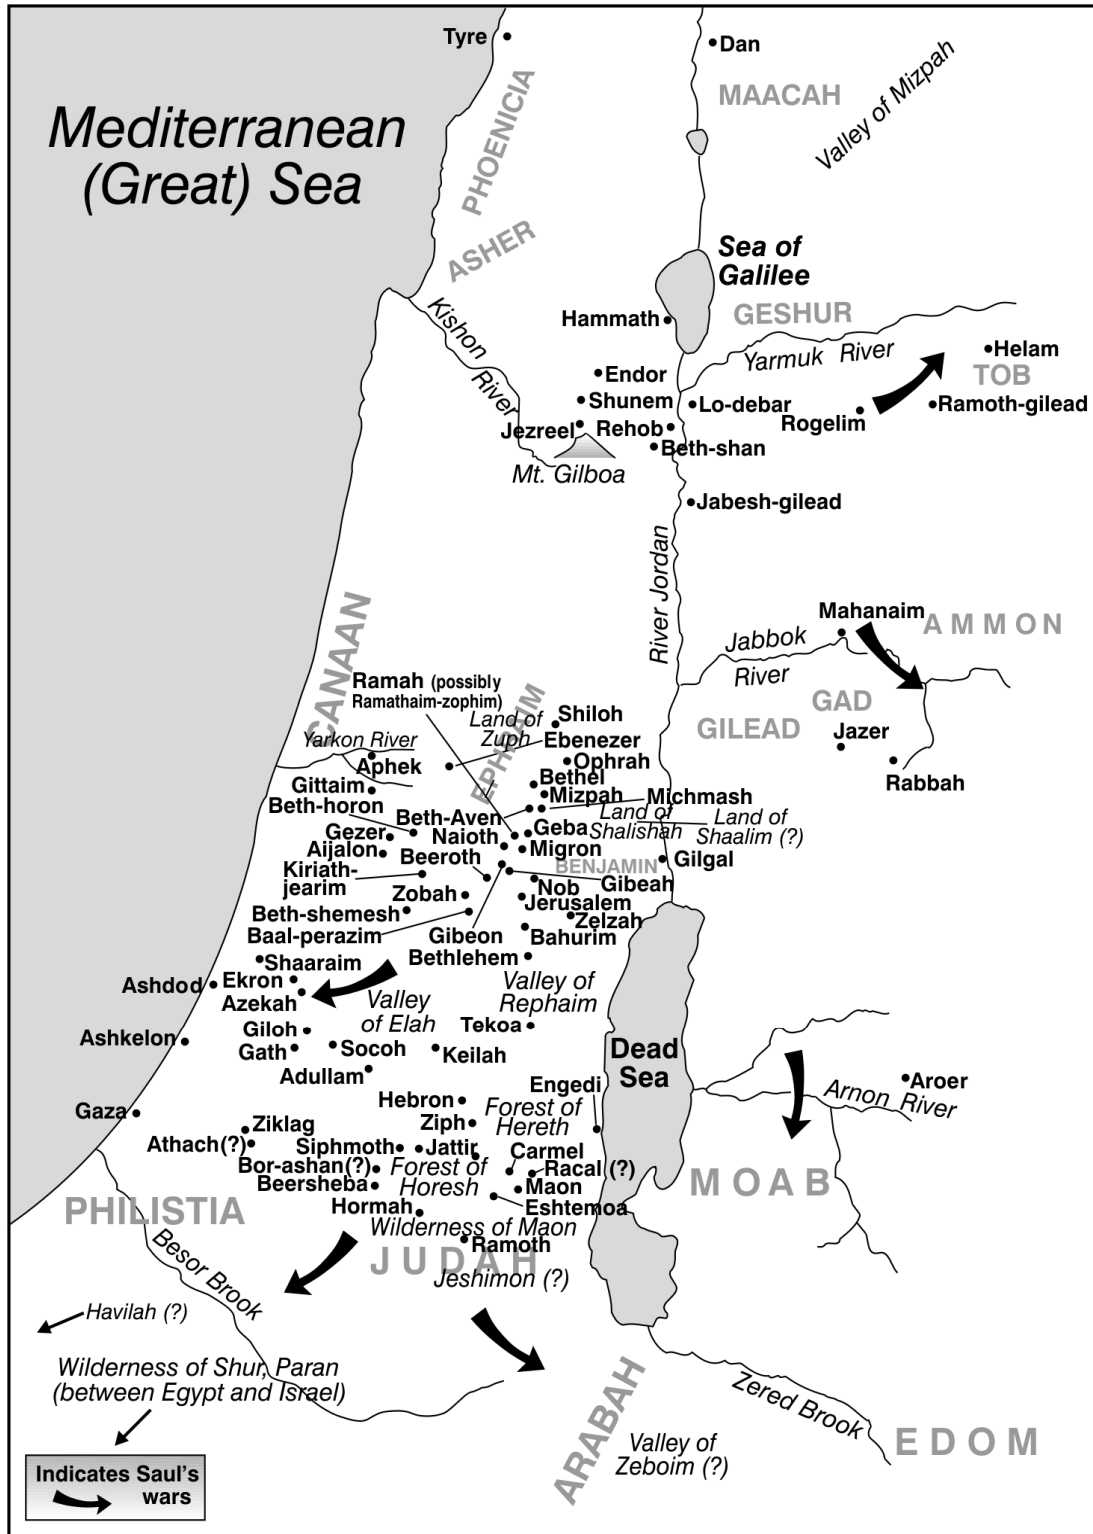 Tyre
Dan
MAACAH
Valley of Mizpah
Mediterranean
(Great) Sea
PHOENICIA
ASHER
Sea of
Galilee
Kishon
River
Hammath
GESHUR
Yarmuk River
Helam
TOB
Endor
Shunem
Lo-debar
Ramoth-gilead
Rogelim
Jezreel
Rehob
Beth-shan
Mt. Gilboa
Jabesh-gilead
River Jordan
Mahanaim
AMMON
Jabbok
River
CANAAN
Ramah (possibly
Ramathaim-zophim)
GAD
GILEAD
Land of
Zuph
Shiloh
EPHRAIM
Yarkon River
Ebenezer
Jazer
Aphek
Ophrah
Rabbah
Gittaim
Bethel
Beth-horon
Mizpah
Michmash
Beth-Aven
Land of
Shalishah
Land of
Shaalim (?)
Gezer
Naioth
Geba
Aijalon
Beeroth
Migron
BENJAMIN
Gilgal
Kiriath-
jearim
Zobah
Nob
Gibeah
Jerusalem
Beth-shemesh
Zelzah
Baal-perazim
Gibeon
Bahurim
Bethlehem
Shaaraim
Ashdod
Ekron
Azekah
Valley
of Elah
Valley of
Rephaim
Ashkelon
Giloh
Tekoa
Gath
Socoh
Keilah
Dead
Sea
Adullam
Engedi
Aroer
Arnon River
Gaza
Hebron
Ziph
Forest of
Hereth
Ziklag
Athach(?)
Siphmoth
Jattir
Carmel
Bor-ashan(?)
Forest of
Horesh
Racal (?)
Beersheba
Maon
MOAB
PHILISTIA
Hormah
Eshtemoa
Wilderness of Maon
Ramoth
JUDAH
Jeshimon (?)
Besor Brook
Havilah (?)
Wilderness of Shur, Paran
(between Egypt and Israel)
ARABAH
Zered Brook
EDOM
Valley of
Zeboim (?)
Indicates Saul's
wars